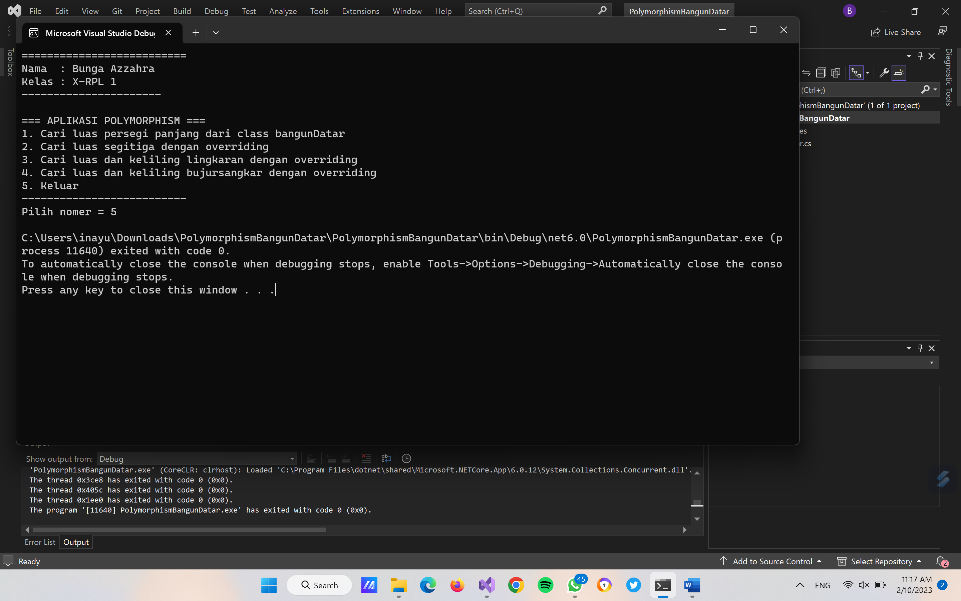 File Edit View Git Project Build Debug Test Analyze Tools Extensions Window Help Search (Ctrl+Q) PolymorphismBangunDatar B
Microsoft Visual Studio Debug
Live Share
Toolbox
Diagnostic Tools
==========================
Nama  : Bunga Azzahra
Kelas : X-RPL 1
----------------------
=== APLIKASI POLYMORPHISM ===
1. Cari luas persegi panjang dari class bangunDatar
2. Cari luas segitiga dengan overriding
3. Cari luas dan keliling lingkaran dengan overriding
4. Cari luas dan keliling bujursangkar dengan overriding
5. Keluar
--------------------------
Pilih nomer = 5
C:\Users\inayu\Downloads\PolymorphismBangunDatar\PolymorphismBangunDatar\bin\Debug\net6.0\PolymorphismBangunDatar.exe (p
rocess 11640) exited with code 0.
To automatically close the console when debugging stops, enable Tools->Options->Debugging->Automatically close the conso
le when debugging stops.
Press any key to close this window . . .
(Ctrl+;)
hismBangunDatar' (1 of 1 project)
BangunDatar
es
r.cs
Show output from: Debug
'PolymorphismBangunDatar.exe' (CoreCLR: clrhost): Loaded 'C:\Program Files\dotnet\shared\Microsoft.NETCore.App\6.0.12\System.Collections.Concurrent.dll'.
The thread 0x3ce8 has exited with code 0 (0x0).
The thread 0x405c has exited with code 0 (0x0).
The thread 0x1ee0 has exited with code 0 (0x0).
The program '[11640] PolymorphismBangunDatar.exe' has exited with code 0 (0x0).
Error List Output
Ready Add to Source Control Select Repository 2
Search 45 ENG 11:17 AM 2
2/10/2023